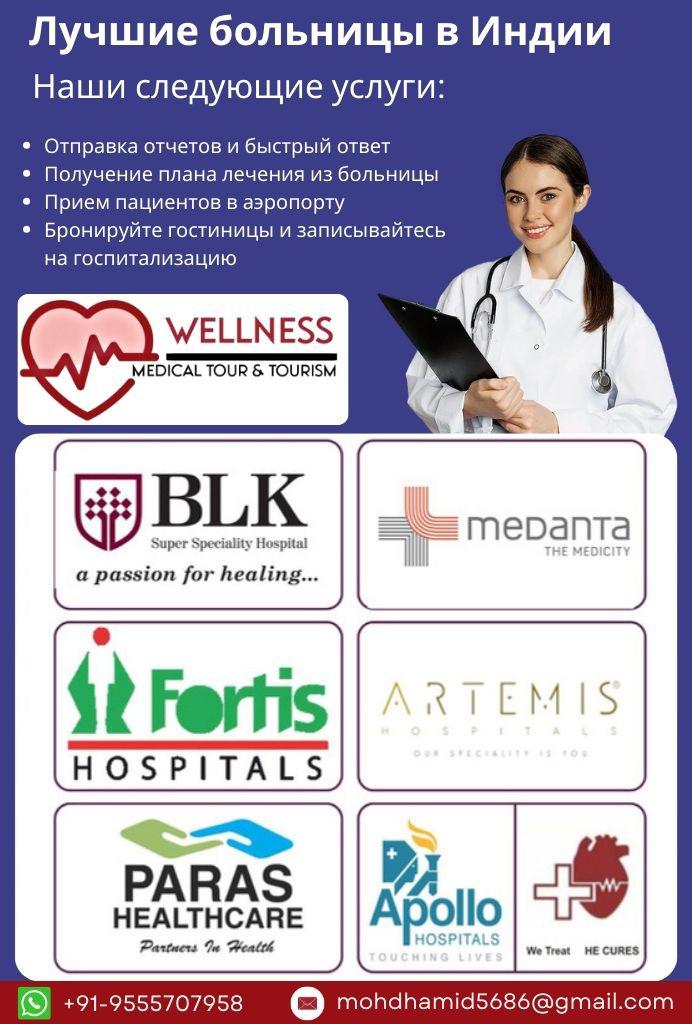 Лучшие больницы в Индии
Наши следующие услуги:
• Отправка отчетов и быстрый ответ
• Получение плана лечения из больницы
• Прием пациентов в аэропорту
• Бронируйте гостиницы и записывайтесь
на госпитализацию
WELLNESS
MEDICAL TOUR & TOURISM
BLK
Super Speciality Hospital
a passion for healing...
medanta
THE MEDICITY
Fortis
HOSPITALS
ARTEMIS®
HOSPITALS
OUR SPECIALITY IS YOU
PARAS
HEALTHCARE
Partners In Health
Apollo
HOSPITALS
TOUCHING LIVES
We Treat HE CURES
+91-9555707958
mohdhamid5686@gmail.com